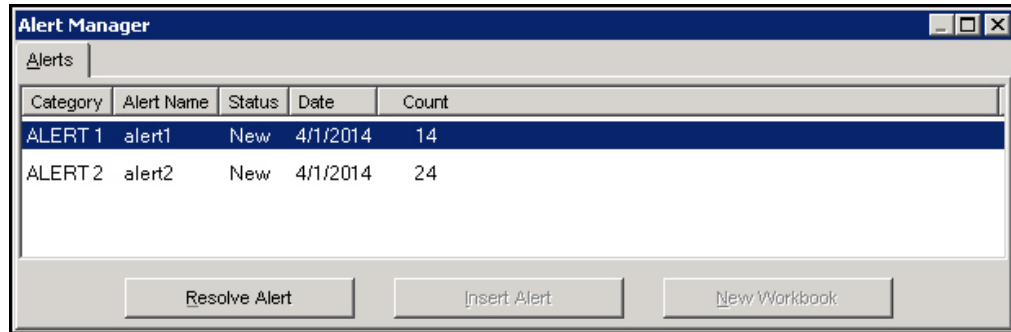 Alert Manager
Alerts
Category Alert Name Status Date Count
ALERT 1 alert1 New 4/1/2014 14
ALERT 2 alert2 New 4/1/2014 24
Resolve Alert Insert Alert New Workbook